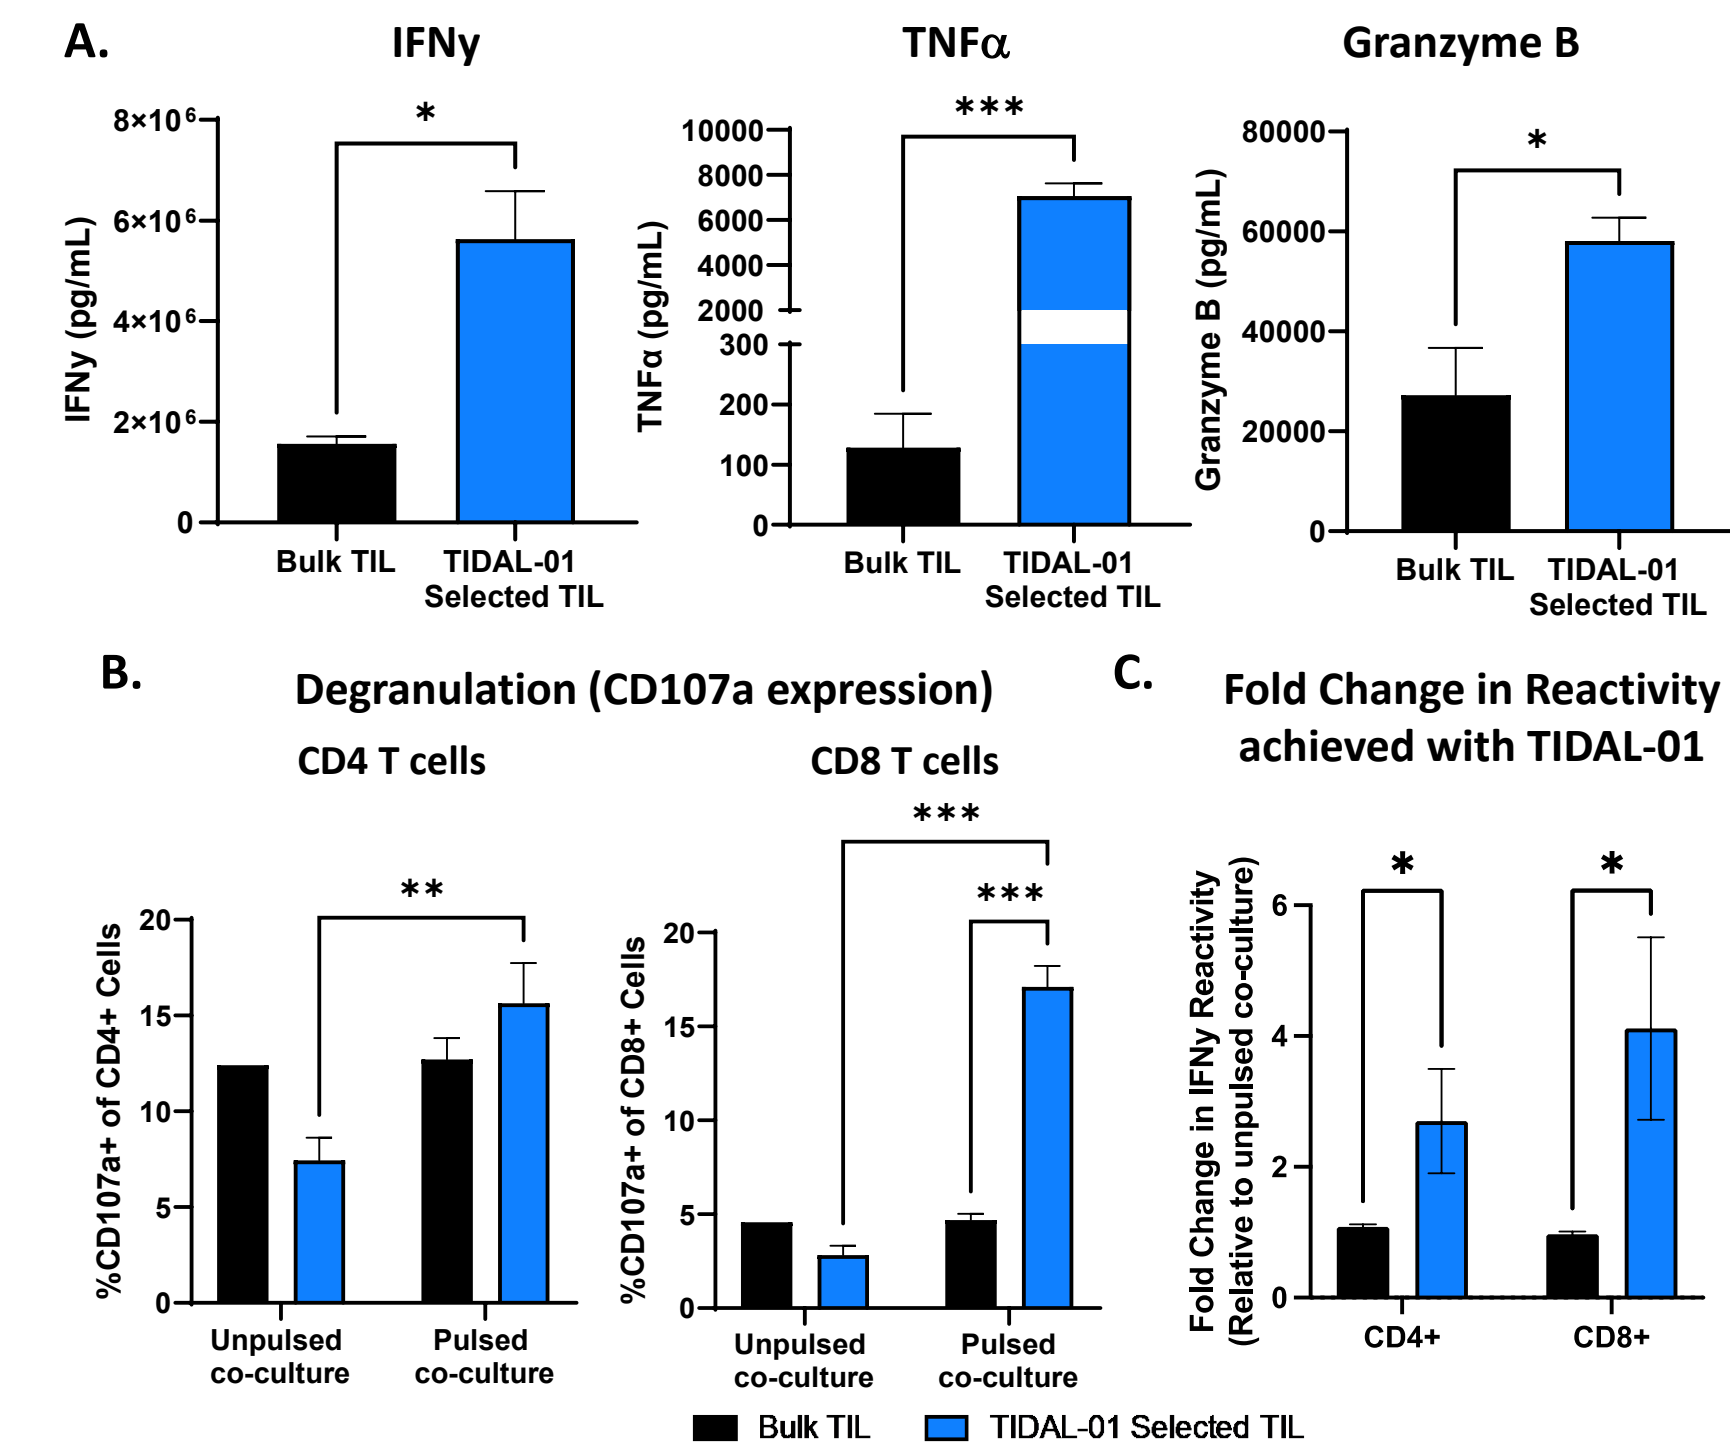 A.
IFNy
TNFα
Granzyme B
IFNy (pg/mL)
8×10⁶
6×10⁶
4×10⁶
2×10⁶
0
*
Bulk TIL
TIDAL-01
Selected TIL
TNFα (pg/mL)
10000
8000
6000
4000
2000
300
200
100
0
***
Bulk TIL
TIDAL-01
Selected TIL
Granzyme B (pg/mL)
80000
60000
40000
20000
0
*
Bulk TIL
TIDAL-01
Selected TIL
B.
Degranulation (CD107a expression)
CD4 T cells
%CD107a+ of CD4+ Cells
20
15
10
5
0
**
Unpulsed
co-culture
Pulsed
co-culture
CD8 T cells
%CD107a+ of CD8+ Cells
20
15
10
5
0
***
***
Unpulsed
co-culture
Pulsed
co-culture
C.
Fold Change in Reactivity
achieved with TIDAL-01
Fold Change in IFNy Reactivity
(Relative to unpulsed co-culture)
6
4
2
0
*
*
CD4+
CD8+
Bulk TIL
TIDAL-01 Selected TIL